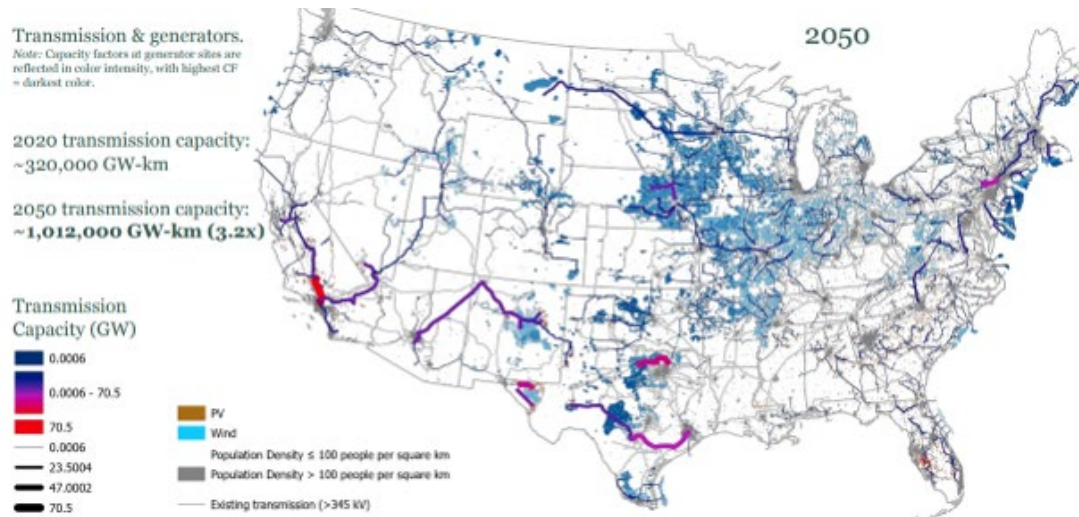 Transmission & generators.
Note: Capacity factors at generator sites are
reflected in color intensity, with highest CF
= darkest color.
2050
2020 transmission capacity:
~320,000 GW-km
2050 transmission capacity:
~1,012,000 GW-km (3.2x)
Transmission
Capacity (GW)
0.0006
0.0006 - 70.5
70.5
0.0006
23.5004
47.0002
70.5
PV
Wind
Population Density ≤ 100 people per square km
Population Density > 100 people per square km
Existing transmission (>345 kV)